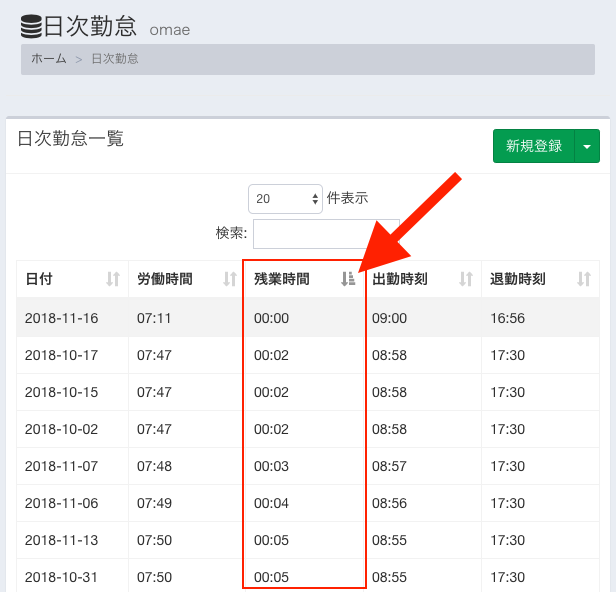 日次勤怠 omae
ホーム > 日次勤怠
日次勤怠一覧
新規登録
20 件表示
検索:
日付 労働時間 残業時間 出勤時刻 退勤時刻
2018-11-16 07:11 00:00 09:00 16:56
2018-10-17 07:47 00:02 08:58 17:30
2018-10-15 07:47 00:02 08:58 17:30
2018-10-02 07:47 00:02 08:58 17:30
2018-11-07 07:48 00:03 08:57 17:30
2018-11-06 07:49 00:04 08:56 17:30
2018-11-13 07:50 00:05 08:55 17:30
2018-10-31 07:50 00:05 08:55 17:30